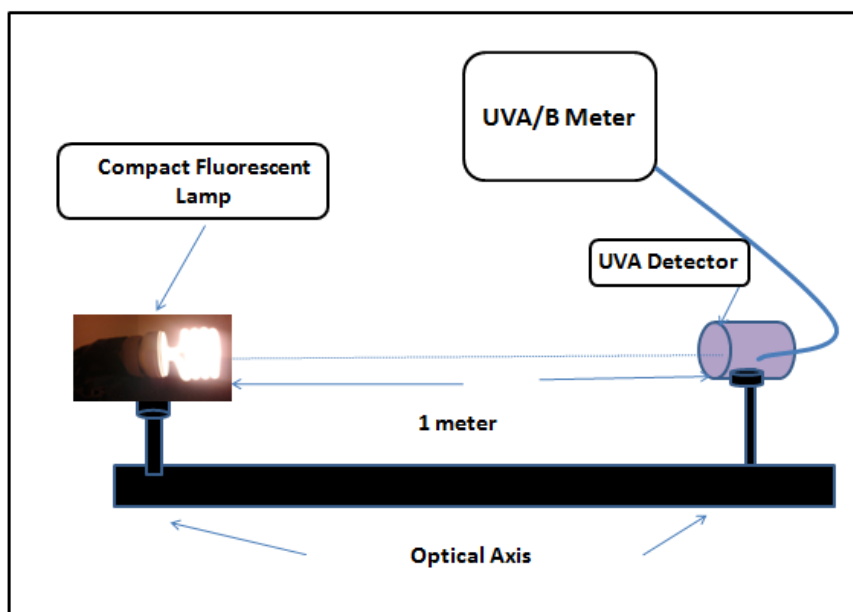 UVA/B Meter
Compact Fluorescent
Lamp
UVA Detector
1 meter
Optical Axis